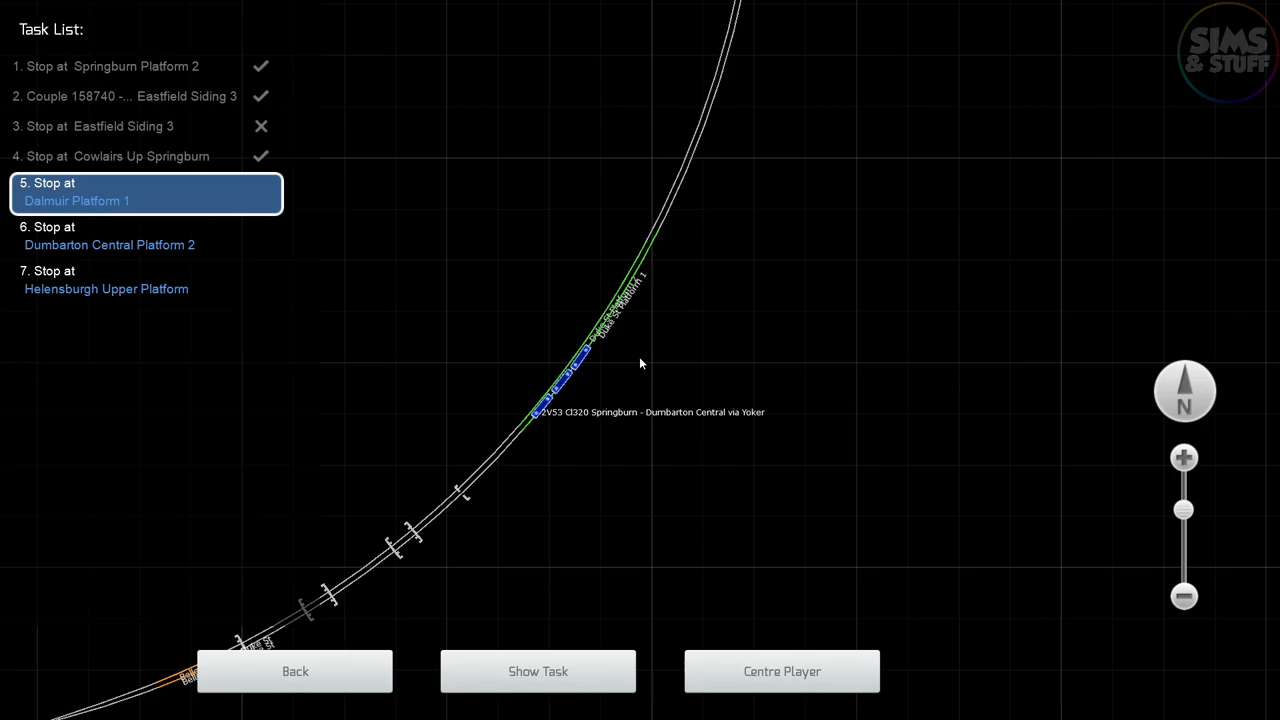 Task List:
1. Stop at Springburn Platform 2
2. Couple 158740 -... Eastfield Siding 3
3. Stop at Eastfield Siding 3
4. Stop at Cowlairs Up Springburn
5. Stop at
Dalmuir Platform 1
6. Stop at
Dumbarton Central Platform 2
7. Stop at
Helensburgh Upper Platform
SIMS
& STUFF
Duke St Platform 1
2V53 Cl320 Springburn - Dumbarton Central via Yoker
N
Back
Show Task
Centre Player